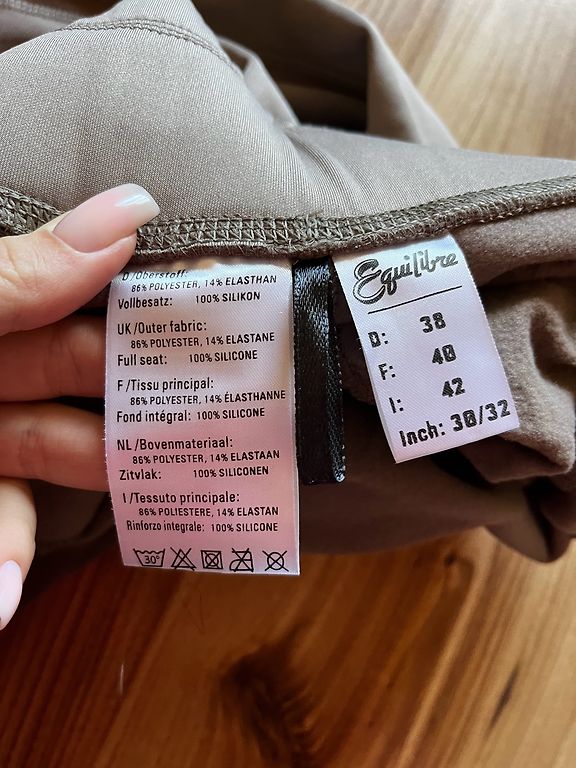 D/Oberstoff:
86% POLYESTER, 14% ELASTHAN
Vollbesatz: 100% SILIKON
UK/Outer fabric:
86% POLYESTER, 14% ELASTANE
Full seat: 100% SILICONE
F/Tissu principal:
86% POLYESTER, 14% ÉLASTHANNE
Fond intégral: 100% SILICONE
NL/Bovenmateriaal:
86% POLYESTER, 14% ELASTAAN
Zitvlak: 100% SILICONEN
I/Tessuto principale:
86% POLIESTERE, 14% ELASTAN
Rinforzo integrale: 100% SILICONE
30°
Equilibre
D: 38
F: 40
I: 42
Inch: 30/32